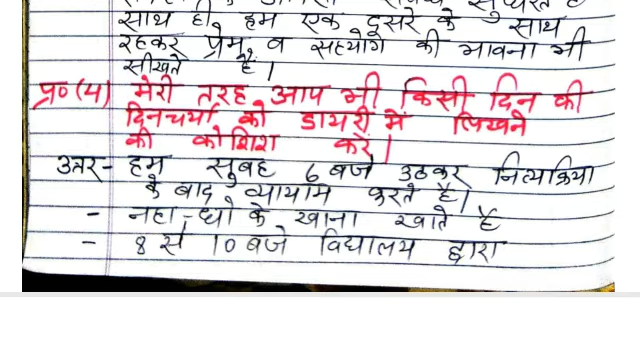 साथ ही हम एक दूसरे के साथ
रहकर प्रेम व सहयोग की भावना भी
सीखते है।
प्र० (4) मेरी तरह आप भी किसी दिन की
दिनचर्या को डायरी में लिखने
की कोशिश करें।
उत्तर- हम सुबह 6 बजे उठकर नित्यक्रिया
के बाद व्यायाम करते है।
- नहा-धो के खाना खाते है
- 8 से 10 बजे विद्यालय द्वारा